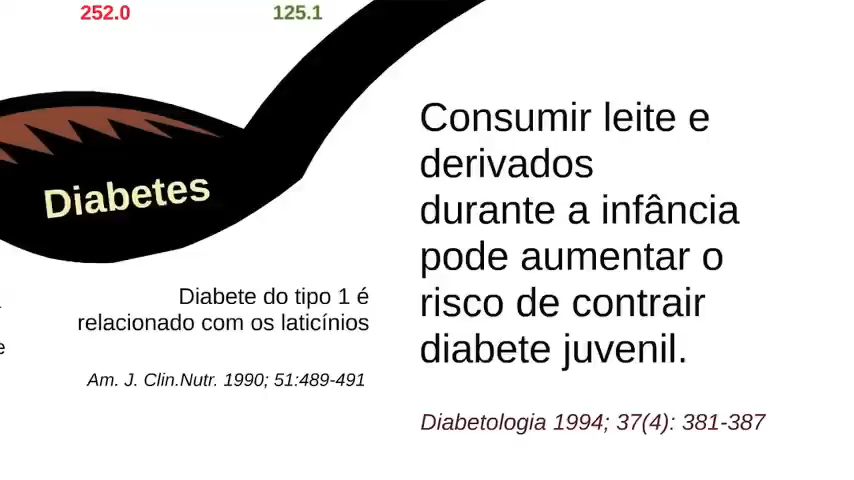 252.0 125.1
Diabetes
Diabete do tipo 1 é
relacionado com os laticínios
Am. J. Clin.Nutr. 1990; 51:489-491
Consumir leite e
derivados
durante a infância
pode aumentar o
risco de contrair
diabete juvenil.
Diabetologia 1994; 37(4): 381-387